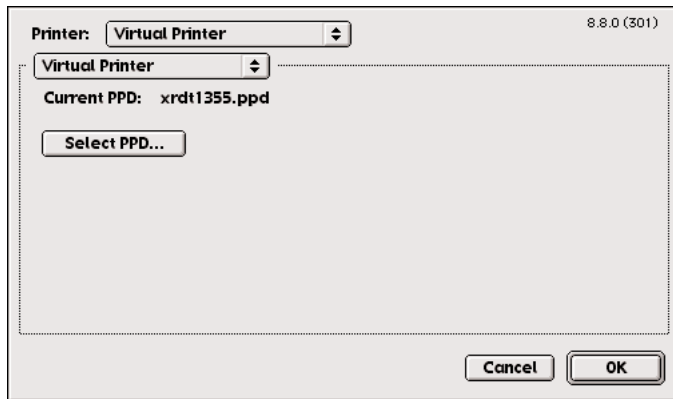 Printer: Virtual Printer 8.8.0 (301)
Virtual Printer
Current PPD: xrdt1355.ppd
Select PPD...
Cancel OK